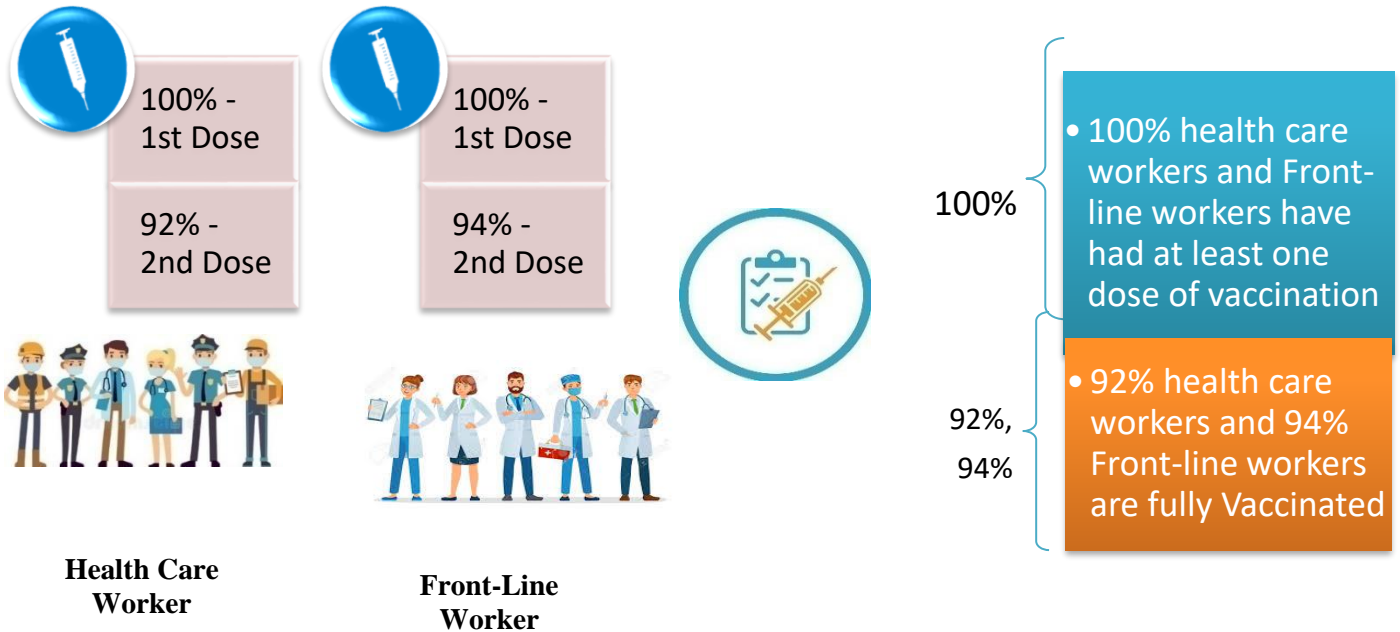 100% -
1st Dose
92% -
2nd Dose
100% -
1st Dose
94% -
2nd Dose
Health Care
Worker
Front-Line
Worker
100%
• 100% health care
workers and Front-
line workers have
had at least one
dose of vaccination
92%,
94%
• 92% health care
workers and 94%
Front-line workers
are fully Vaccinated